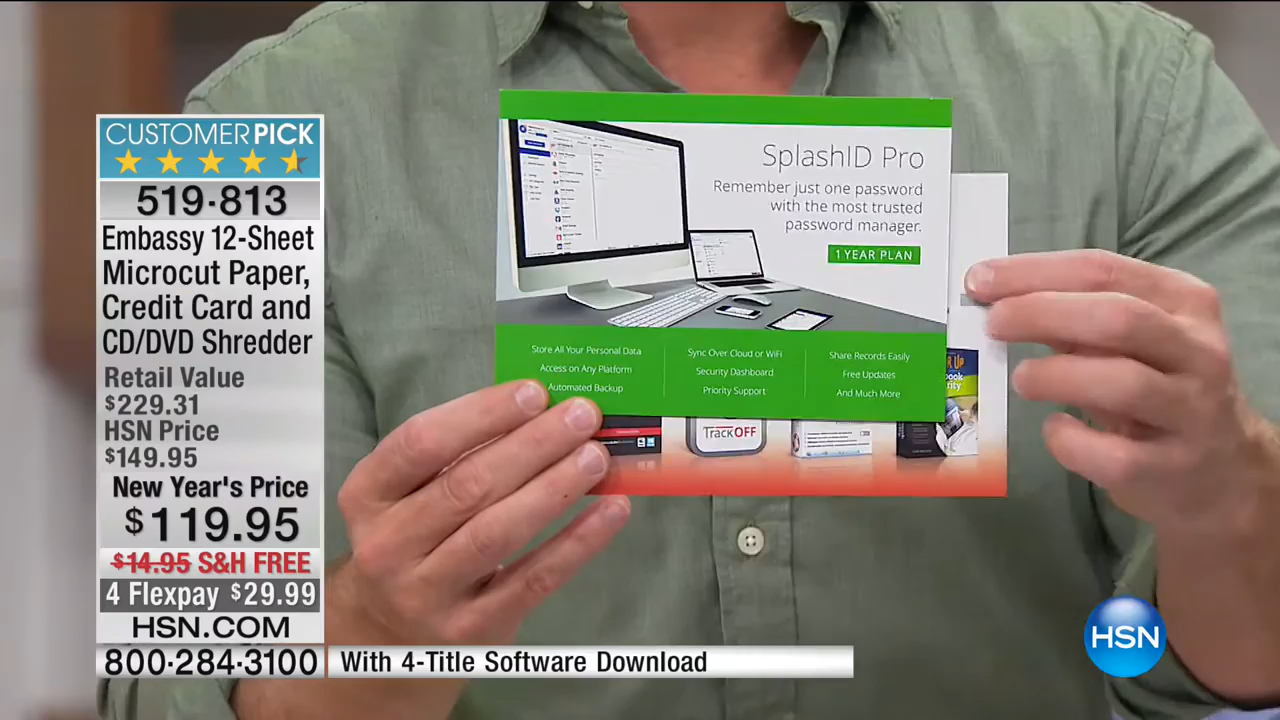 CUSTOMER PICK
519·813
Embassy 12-Sheet
Microcut Paper,
Credit Card and
CD/DVD Shredder
Retail Value
$229.31
HSN Price
$149.95
New Year's Price
$119.95
$14.95 S&H FREE
4 Flexpay $29.99
HSN.COM
800·284·3100
With 4-Title Software Download
SplashID Pro
Remember just one password
with the most trusted
password manager.
1 YEAR PLAN
Store All Your Personal Data
Access on Any Platform
Automated Backup
Sync Over Cloud or WiFi
Security Dashboard
Priority Support
Share Records Easily
Free Updates
And Much More
TrackOFF
HSN